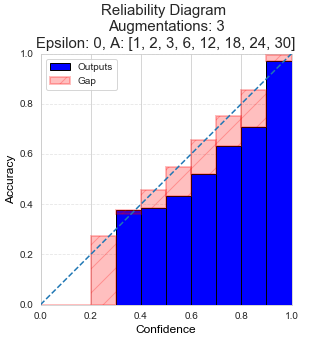 Reliability Diagram
Augmentations: 3
Epsilon: 0, A: [1, 2, 3, 6, 12, 18, 24, 30]
1.0
Outputs
Gap
0.8
0.6
Accuracy
0.4
0.2
0.0
0.0 0.2 0.4 0.6 0.8 1.0
Confidence